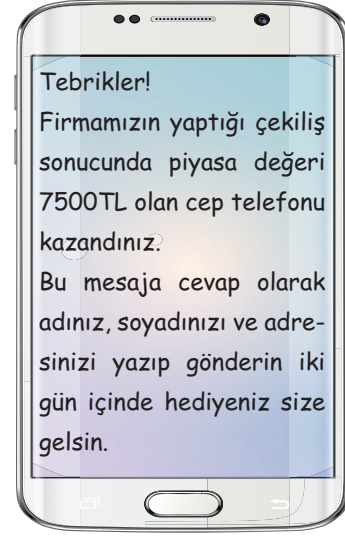 Tebrikler!
Firmamızın yaptığı çekiliş
sonucunda piyasa değeri
7500TL olan cep telefonu
kazandınız.
Bu mesaja cevap olarak
adınız, soyadınızı ve adre-
sinizi yazıp gönderin iki
gün içinde hediyeniz size
gelsin.